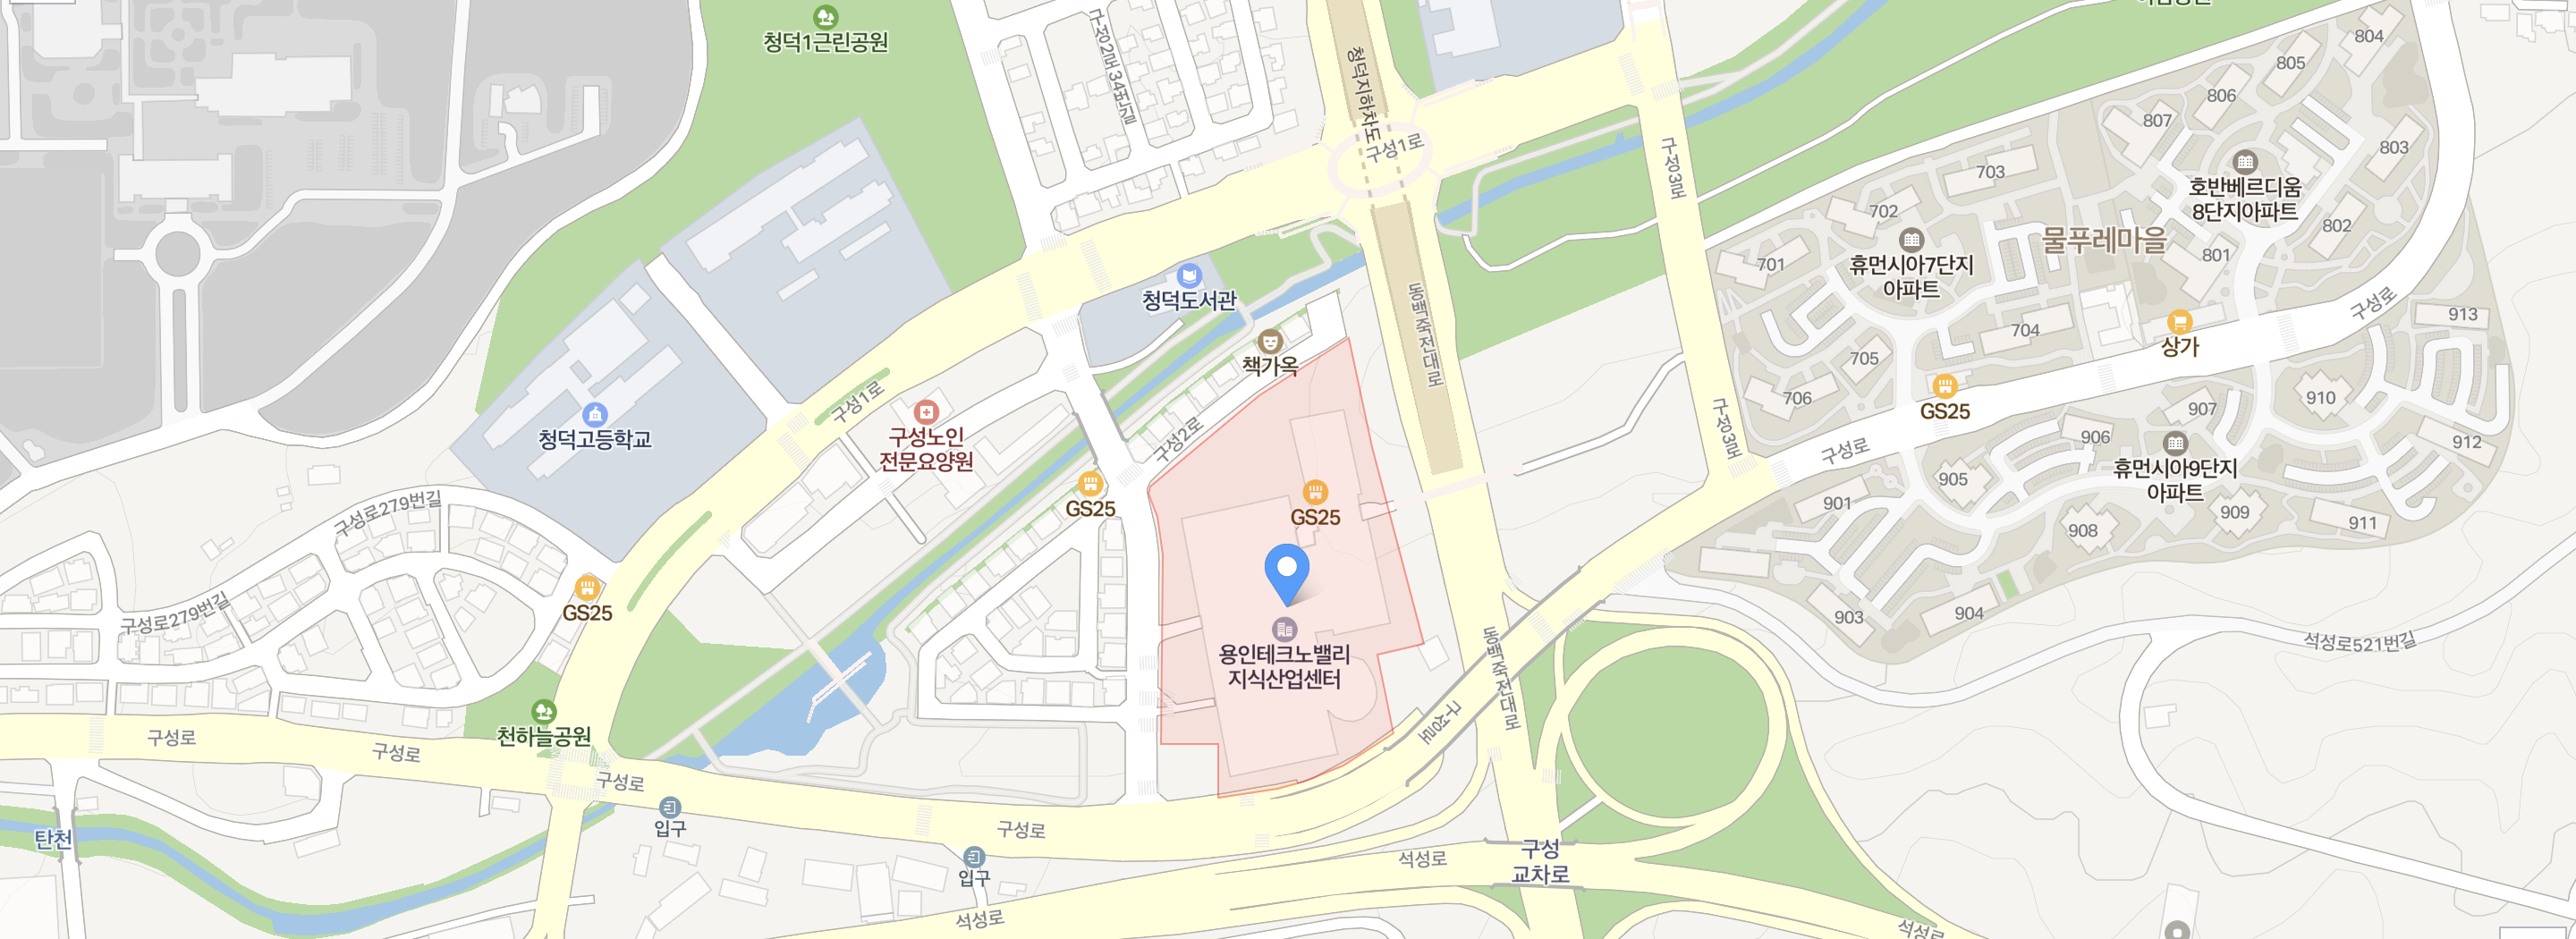 청덕1근린공원
구성2로34번길
청덕지하차도
구성1로
구성3로
804
805
806
807
803
호반베르디움
8단지아파트
802
801
703
702
701
휴먼시아7단지
아파트
물푸레마을
704
705
706
상가
GS25
구성로
913
청덕도서관
책가옥
동백죽전대로
구성1로
구성노인
전문요양원
청덕고등학교
구성2로
GS25
GS25
구성3로
구성로
907
906
905
910
912
휴먼시아9단지
아파트
901
908
909
911
903
904
구성로279번길
구성로279번길
GS25
용인테크노밸리
지식산업센터
동백죽전대로
구성로
석성로521번길
천하늘공원
구성로
구성로
구성로
입구
구성로
탄천
입구
석성로
구성
교차로
석성로
석성로